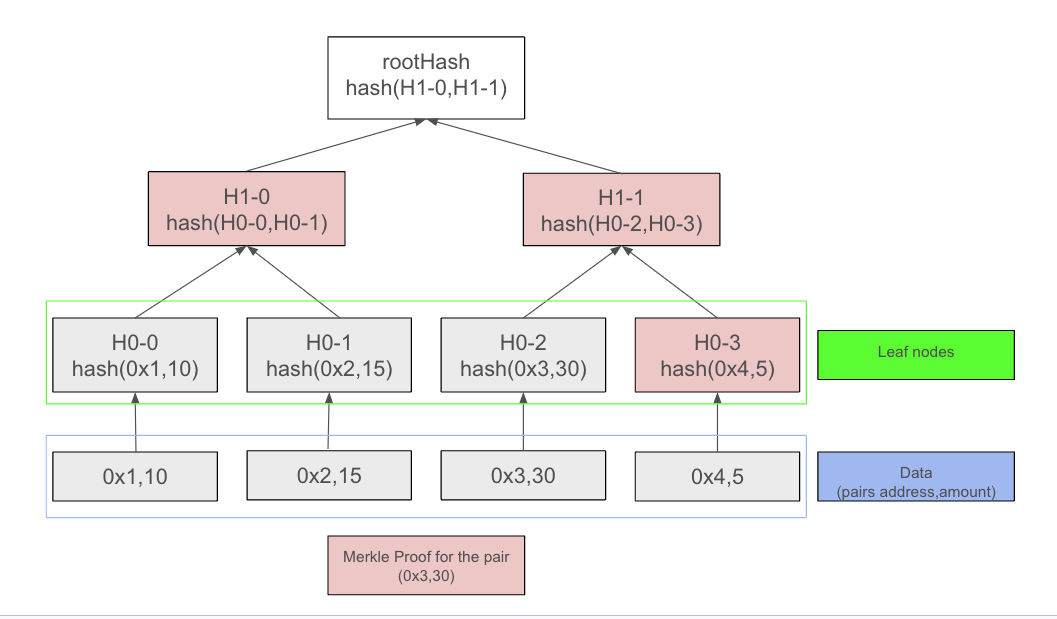 rootHash
hash(H1-0,H1-1)
H1-0
hash(H0-0,H0-1)
H1-1
hash(H0-2,H0-3)
H0-0
hash(0x1,10)
H0-1
hash(0x2,15)
H0-2
hash(0x3,30)
H0-3
hash(0x4,5)
Leaf nodes
0x1,10
0x2,15
0x3,30
0x4,5
Data
(pairs address,amount)
Merkle Proof for the pair
(0x3,30)